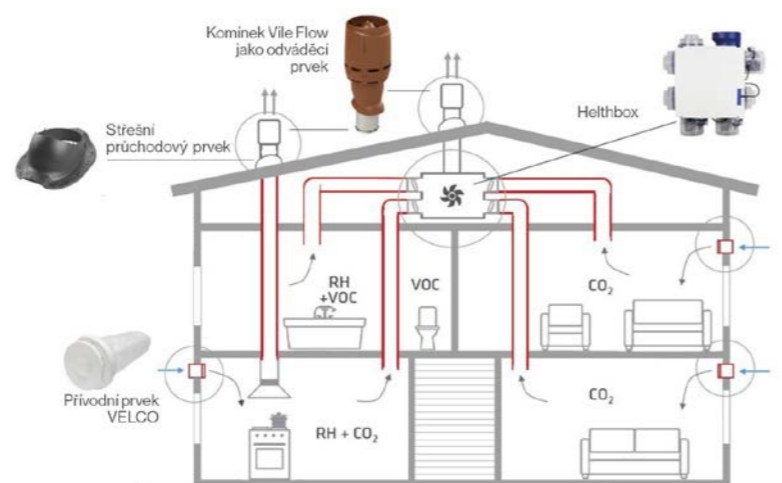 Komínek Vile Flow
jako odváděcí
prvek
Helthbox
Střešní
průchodový prvek
RH
+VOC
VOC
CO₂
Přívodní prvek
VELCO
RH + CO₂
CO₂